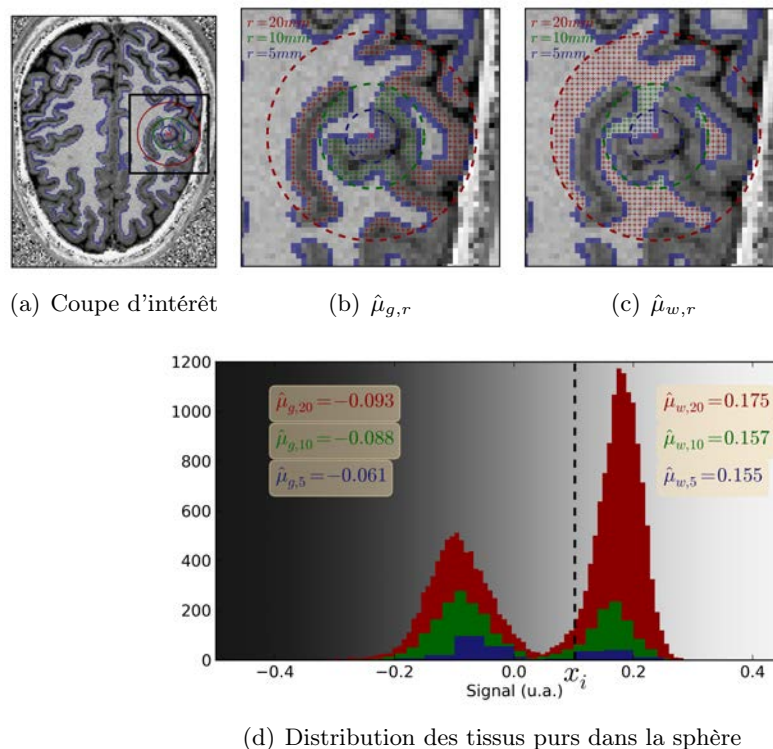 r=20mm
r=10mm
r=5mm
r=20mm
r=10mm
r=5mm
(a) Coupe d'intérêt
(b) μ̂g,r
(c) μ̂w,r
1200
1000
800
600
400
200
0
μ̂g,20=−0.093
μ̂g,10=−0.088
μ̂g,5=−0.061
μ̂w,20=0.175
μ̂w,10=0.157
μ̂w,5=0.155
−0.4 −0.2 0.0 xi 0.2 0.4
Signal (u.a.)
(d) Distribution des tissus purs dans la sphère